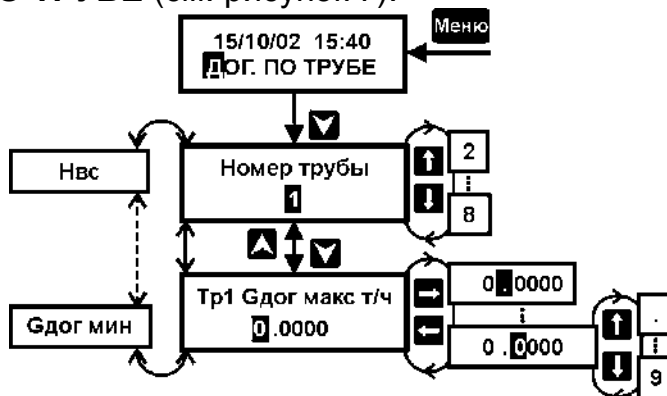 (см. рисунок 7).
Меню
15/10/02 15:40
ДОГ. ПО ТРУБЕ
Нвс
Номер трубы
1
2
8
Gдог мин
Тр1 Gдог макс т/ч
0.0000
0.0000
0.0000
.
9